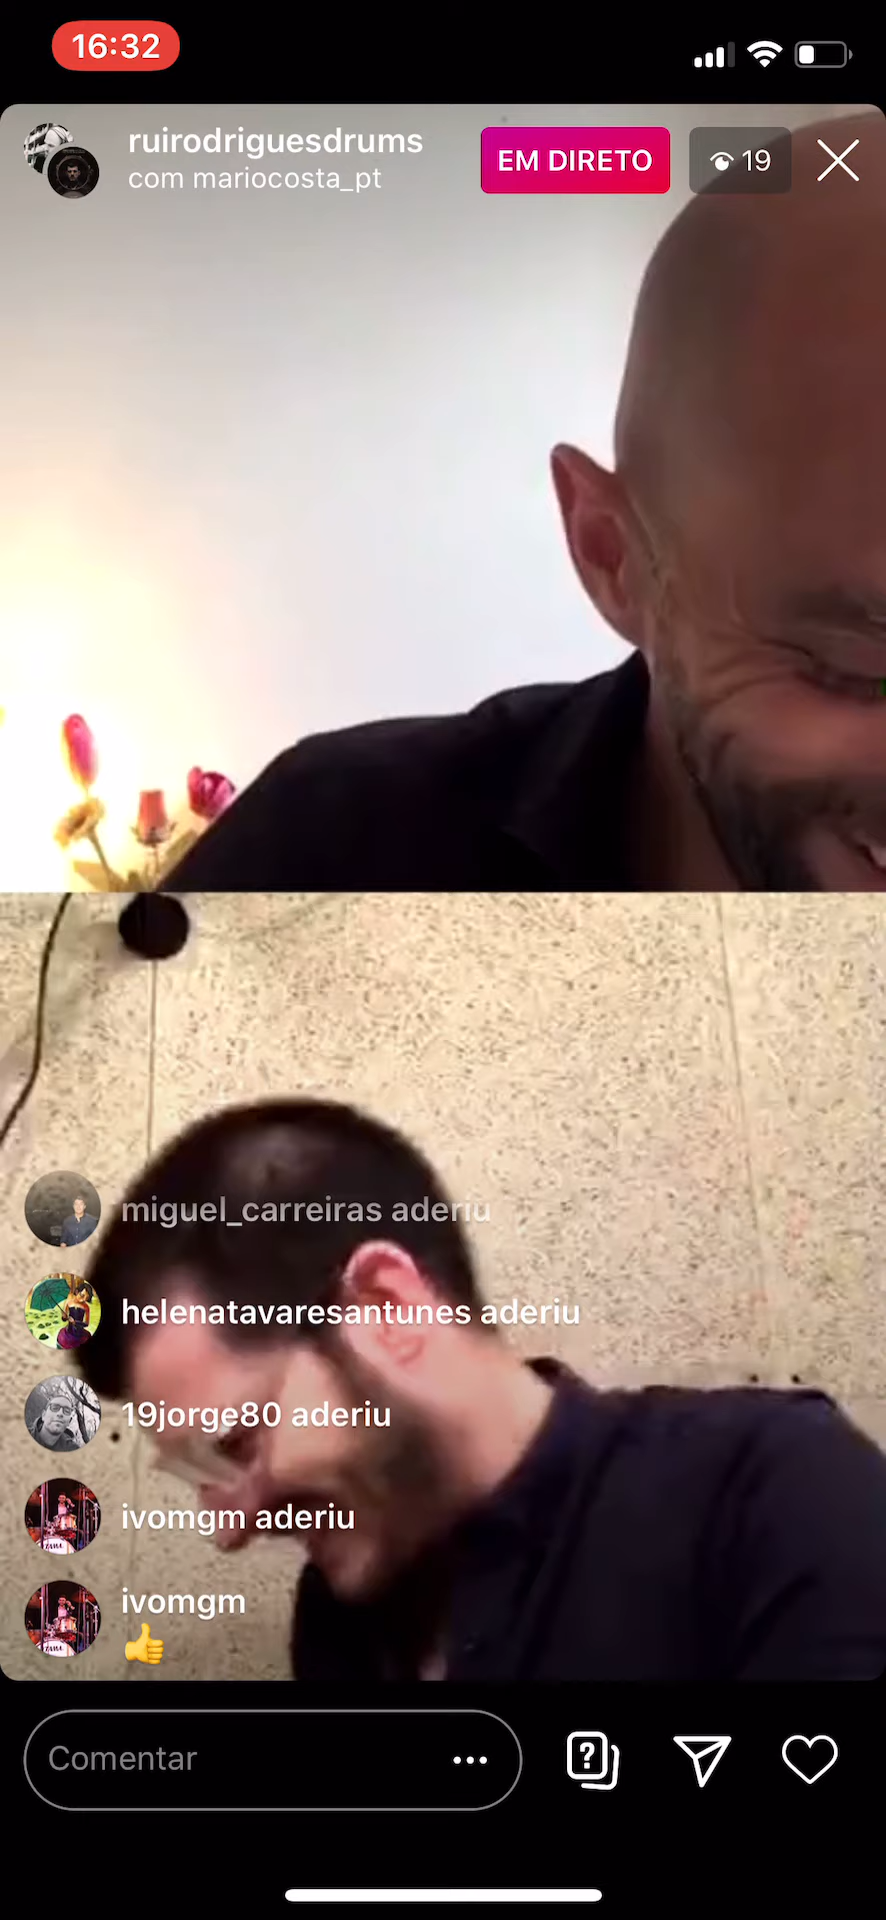 16:32
ruirodriguesdrums
com mariocosta_pt
EM DIRETO
19
miguel_carreiras aderiu
helenatavaresantunes aderiu
19jorge80 aderiu
ivomgm aderiu
ivomgm
👍
Comentar